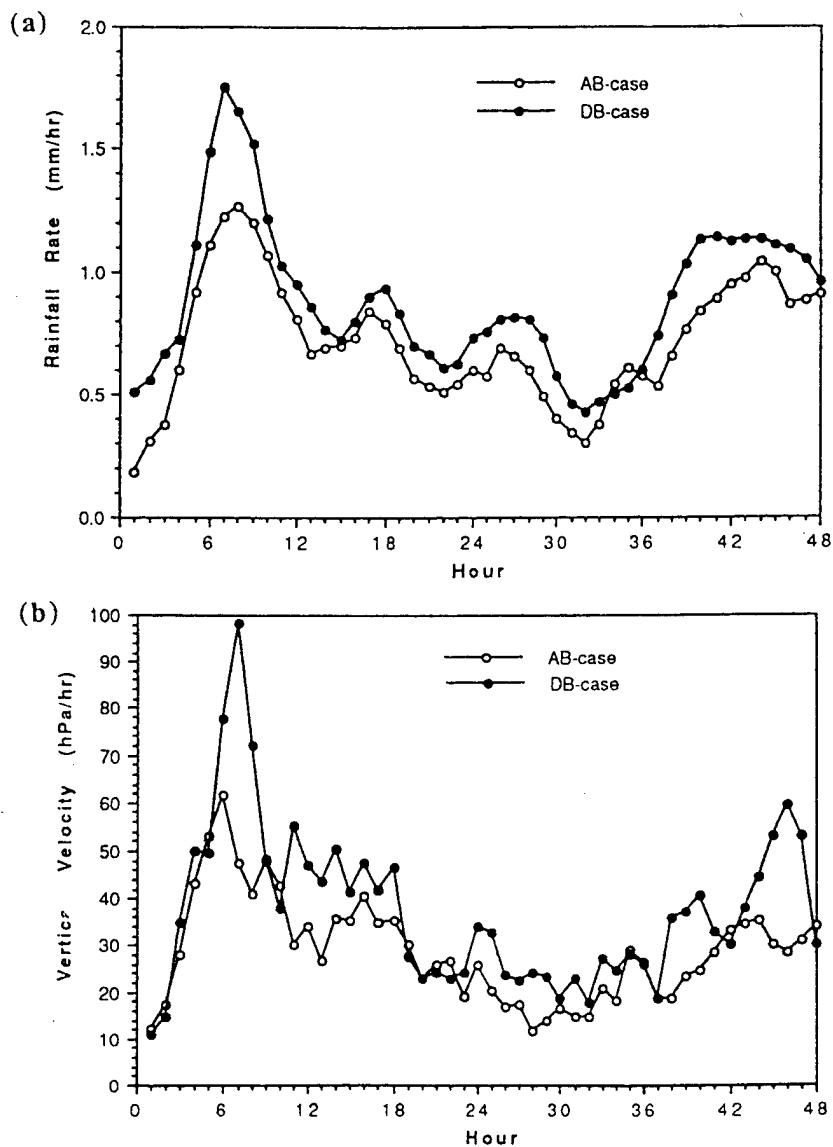 (a)
2.0
1.5
1.0
0.5
0.0
Rainfall Rate (mm/hr)
AB-case
DB-case
0 6 12 18 24 30 36 42 48
Hour
(b)
100
90
80
70
60
50
40
30
20
10
0
Velocity (hPa/hr)
AB-case
DB-case
0 6 12 18 24 30 36 42 48
Hour